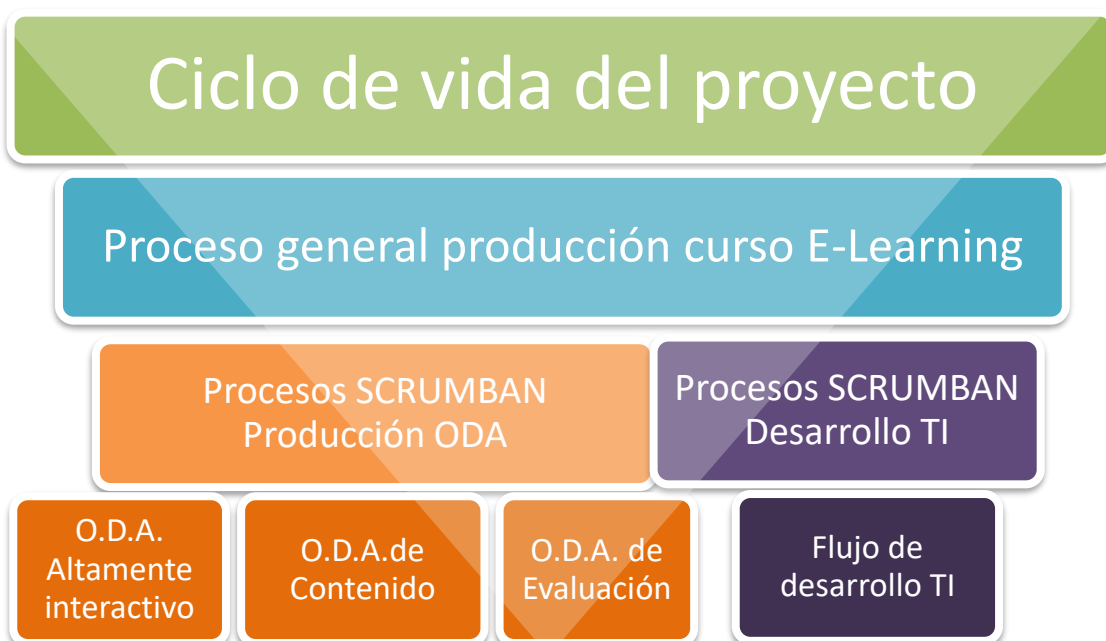 Ciclo de vida del proyecto
Proceso general producción curso E-Learning
Procesos SCRUMBAN
Producción ODA
Procesos SCRUMBAN
Desarrollo TI
O.D.A.
Altamente
interactivo
O.D.A.de
Contenido
O.D.A. de
Evaluación
Flujo de
desarrollo TI